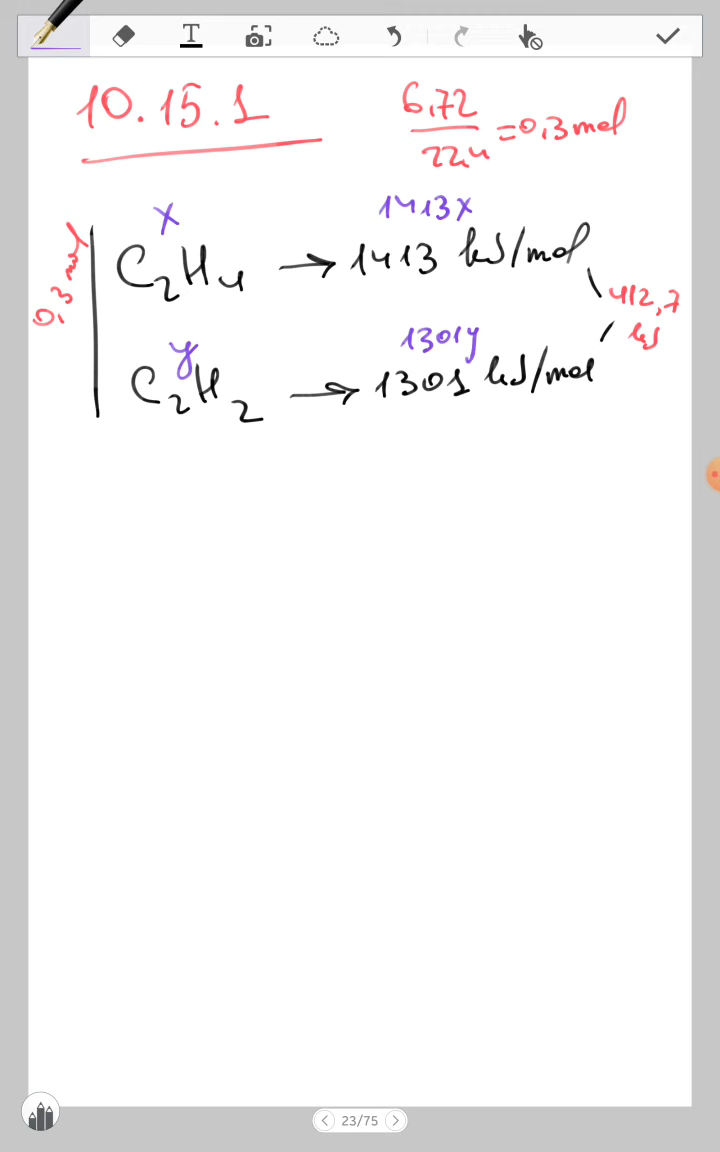 T
10.15.1
6,72
22,4
=0,3 mol
x
1413x
0,3 mol
C₂H₄ → 1413 kJ/mol
412,7
kJ
y
1301y
C₂H₂ → 1301 kJ/mol
23/75